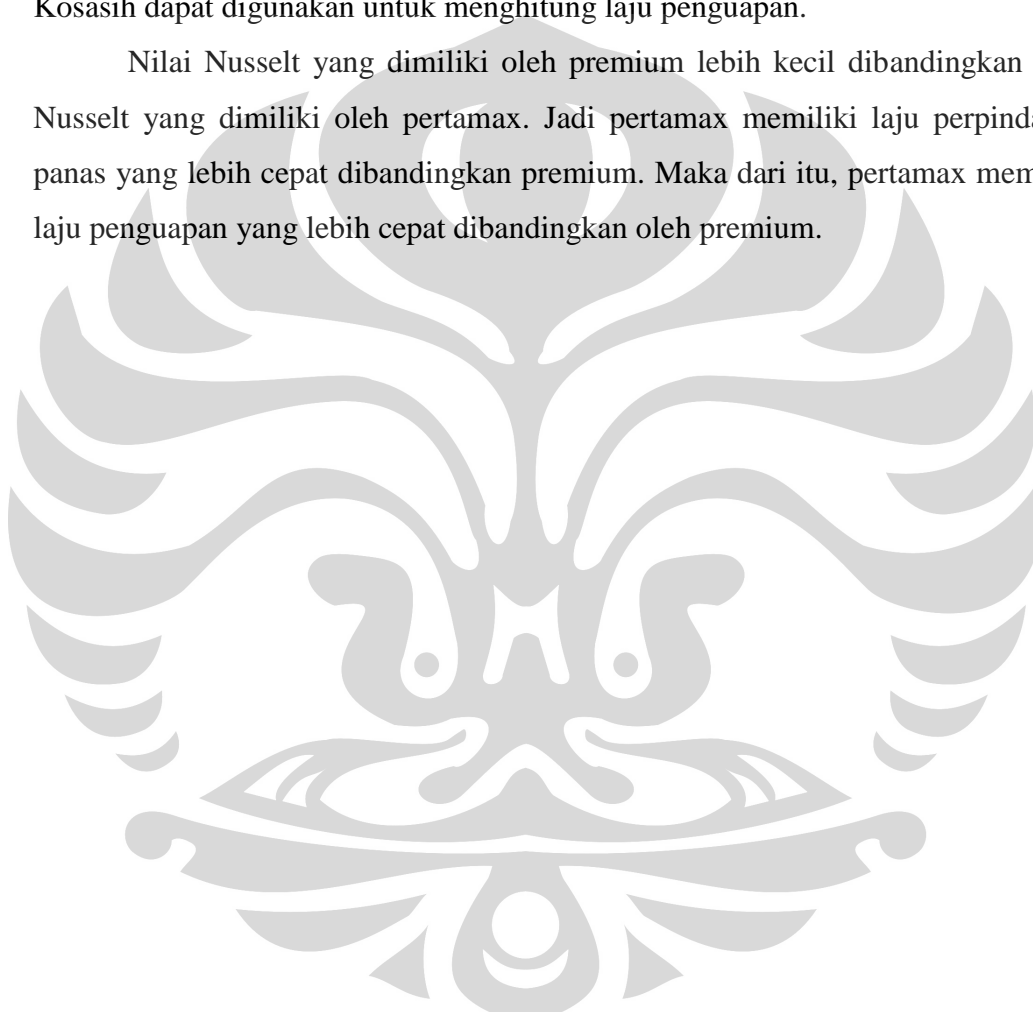 Kosasih dapat digunakan untuk menghitung laju penguapan.
Nilai Nusselt yang dimiliki oleh premium lebih kecil dibandingkan
Nusselt yang dimiliki oleh pertamax. Jadi pertamax memiliki laju
panas yang lebih cepat dibandingkan premium. Maka dari itu, pertamax
laju penguapan yang lebih cepat dibandingkan oleh premium.